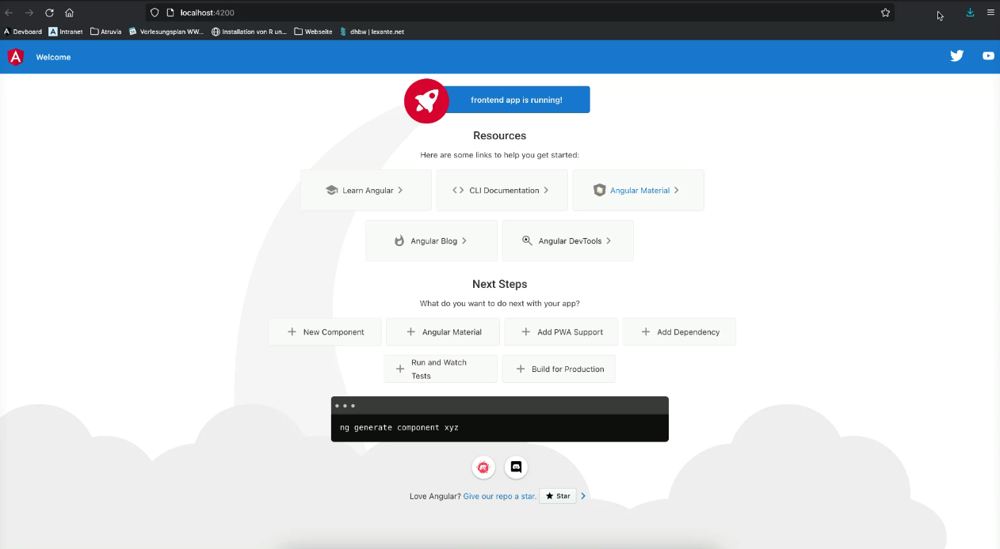 localhost:4200
Devboard Intranet Atruvia Vorlesungsplan WW... Installation von R un... Webseite dhbw | lexante.net
Welcome
frontend app is running!
Resources
Here are some links to help you get started:
Learn Angular CLI Documentation Angular Material
Angular Blog Angular DevTools
Next Steps
What do you want to do next with your app?
New Component Angular Material Add PWA Support Add Dependency
Run and Watch
Tests
Build for Production
ng generate component xyz
Love Angular? Give our repo a star. Star